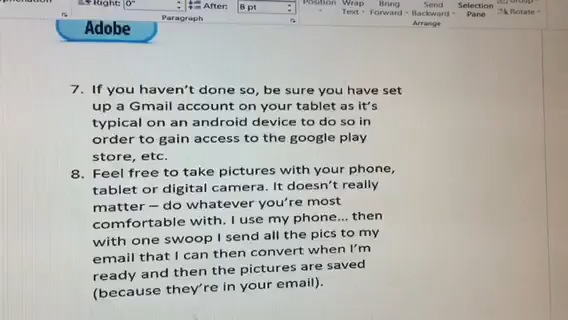 Right: 0"
After:
8 pt
Position
Wrap
Text
Bring
Forward
Send
Backward
Selection
Pane
Group
Rotate
Paragraph
Arrange
Adobe
7. If you haven't done so, be sure you have set
up a Gmail account on your tablet as it's
typical on an android device to do so in
order to gain access to the google play
store, etc.
8. Feel free to take pictures with your phone,
tablet or digital camera. It doesn't really
matter – do whatever you're most
comfortable with. I use my phone... then
with one swoop I send all the pics to my
email that I can then convert when I'm
ready and then the pictures are saved
(because they're in your email).